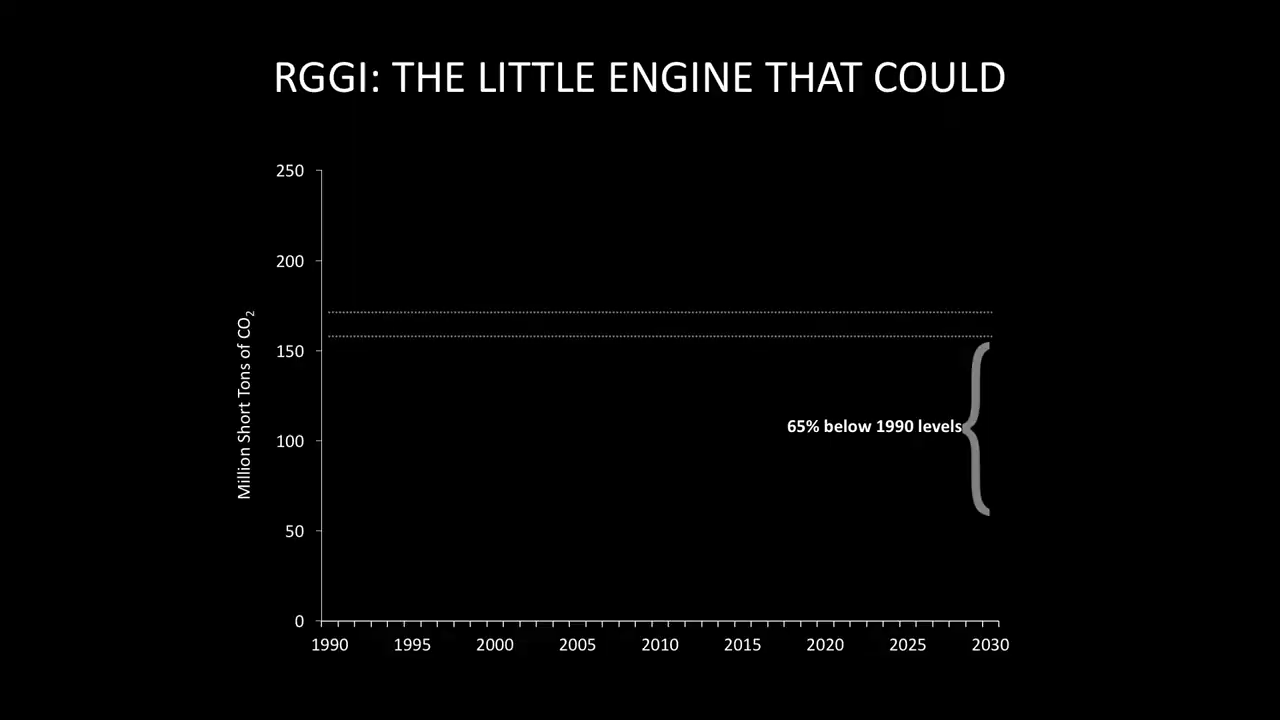 RGGI: THE LITTLE ENGINE THAT COULD
250
200
150
100
50
0
Million Short Tons of CO₂
65% below 1990 levels
1990 1995 2000 2005 2010 2015 2020 2025 2030